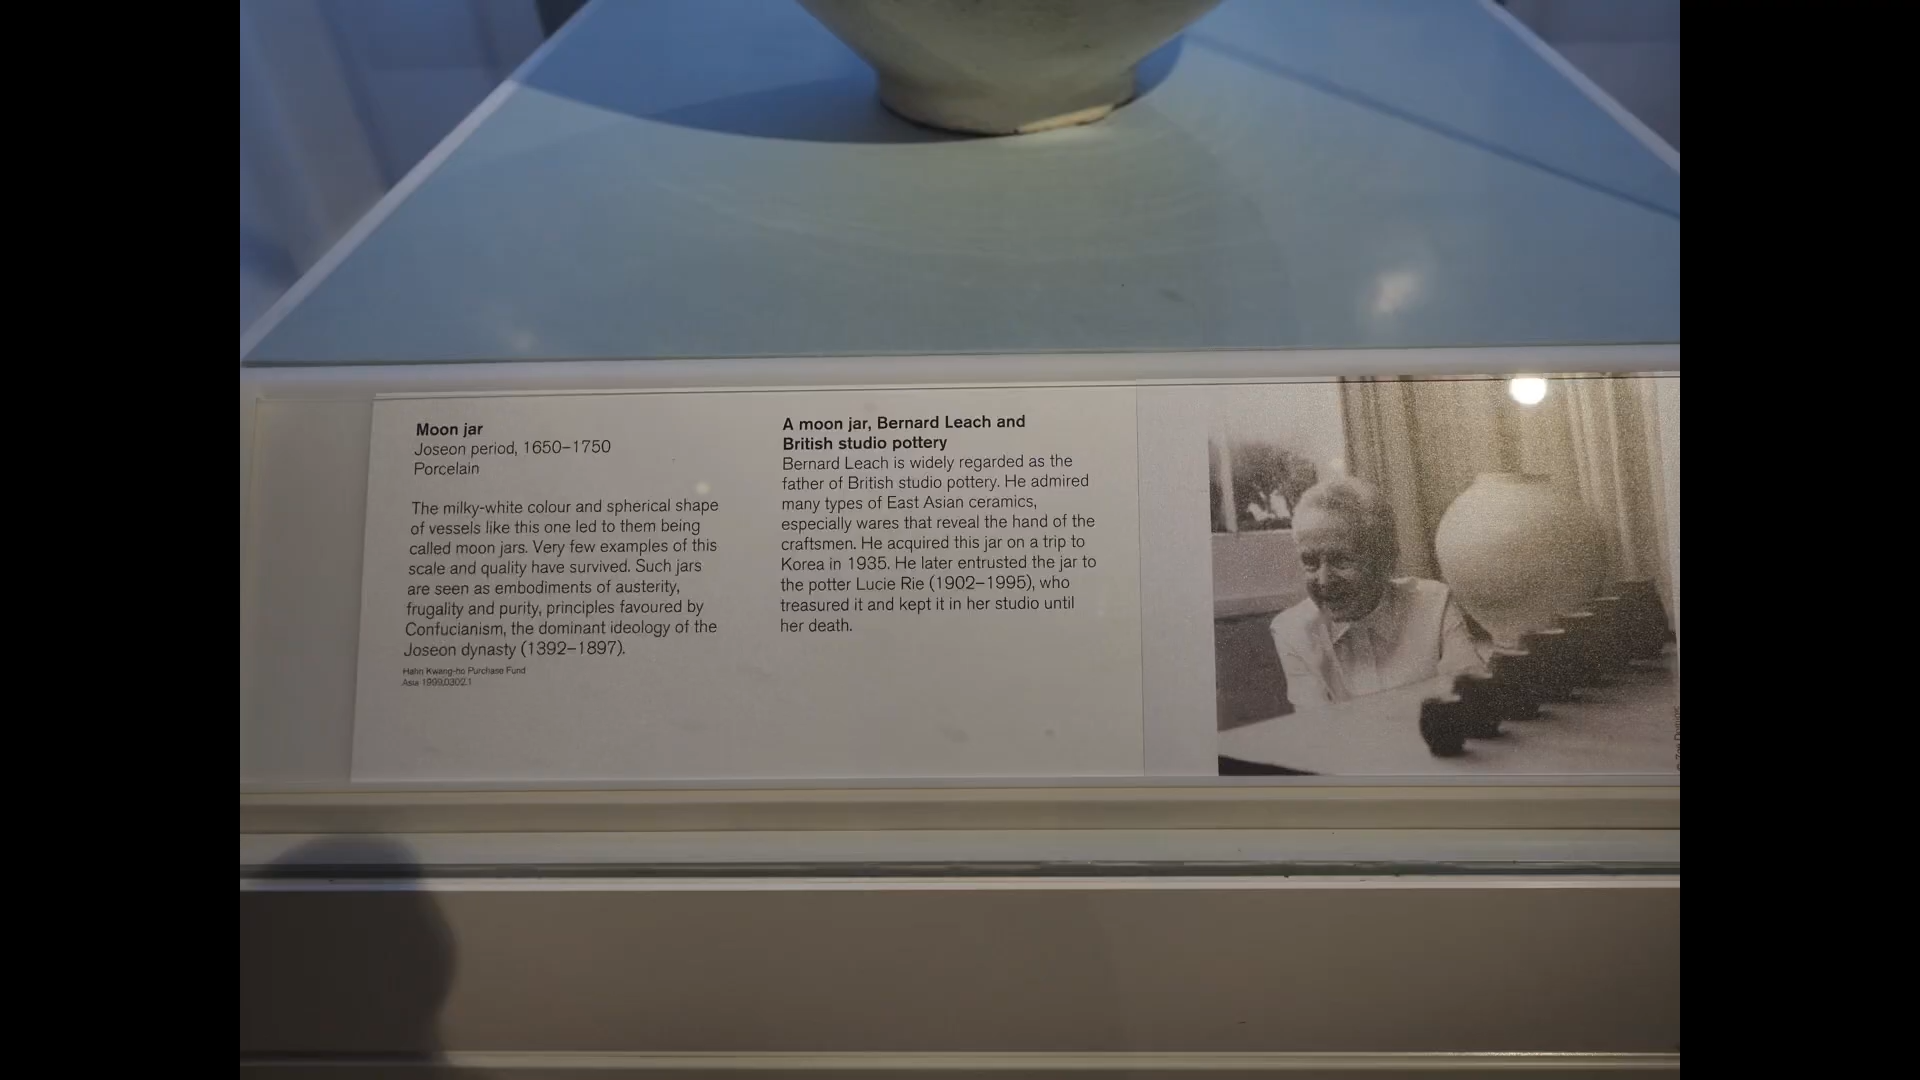 Moon jar
Joseon period, 1650–1750
Porcelain
The milky-white colour and spherical shape
of vessels like this one led to them being
called moon jars. Very few examples of this
scale and quality have survived. Such jars
are seen as embodiments of austerity,
frugality and purity, principles favoured by
Confucianism, the dominant ideology of the
Joseon dynasty (1392–1897).
Hahn Kwang-ho Purchase Fund
Asia 1999,0302.1
A moon jar, Bernard Leach and
British studio pottery
Bernard Leach is widely regarded as the
father of British studio pottery. He admired
many types of East Asian ceramics,
especially wares that reveal the hand of the
craftsmen. He acquired this jar on a trip to
Korea in 1935. He later entrusted the jar to
the potter Lucie Rie (1902–1995), who
treasured it and kept it in her studio until
her death.